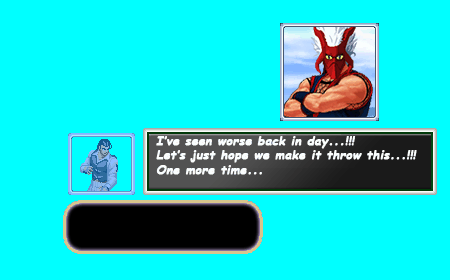 I've seen worse back in day...!!!
Let's just hope we make it throw this...!!!
One more time...